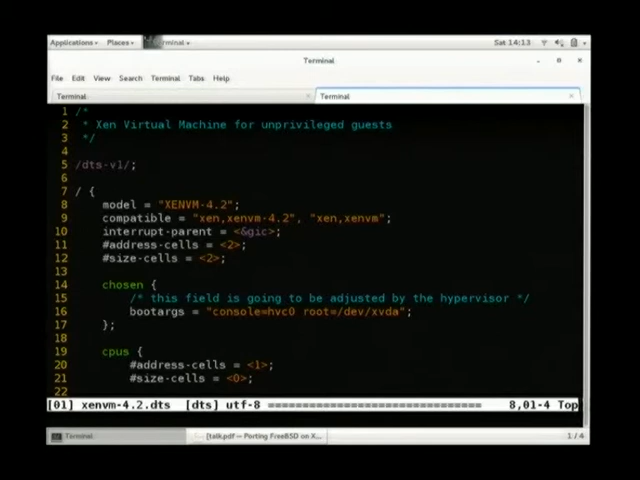 Applications Places Terminal Sat 14:13
Terminal
File Edit View Search Terminal Tabs Help
Terminal Terminal
1 /*
2 * Xen Virtual Machine for unprivileged guests
3 */
4
5 /dts-v1/;
6
7 / {
8 model = "XENVM-4.2";
9 compatible = "xen,xenvm-4.2", "xen,xenvm";
10 interrupt-parent = <&gic>;
11 #address-cells = <2>;
12 #size-cells = <2>;
13
14 chosen {
15 /* this field is going to be adjusted by the hypervisor */
16 bootargs = "console=hvc0 root=/dev/xvda";
17 };
18
19 cpus {
20 #address-cells = <1>;
21 #size-cells = <0>;
22
[01] xenvm-4.2.dts [dts] utf-8 ================================ 8,01-4 Top
Terminal [talk.pdf — Porting FreeBSD on X... 1 / 4